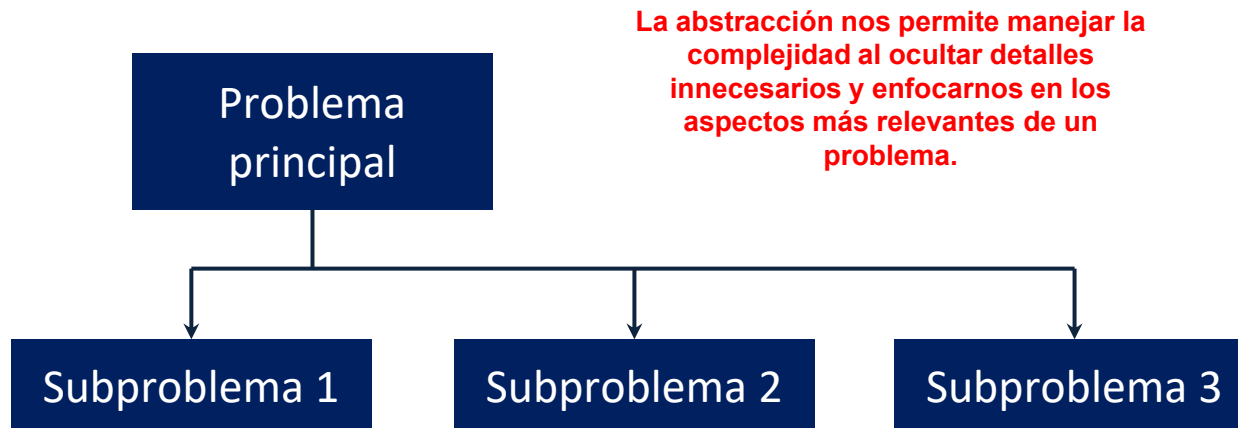 La abstracción nos permite manejar la
complejidad al ocultar detalles
innecesarios y enfocarnos en los
aspectos más relevantes de un
problema.
Problema
principal
Subproblema 1
Subproblema 2
Subproblema 3